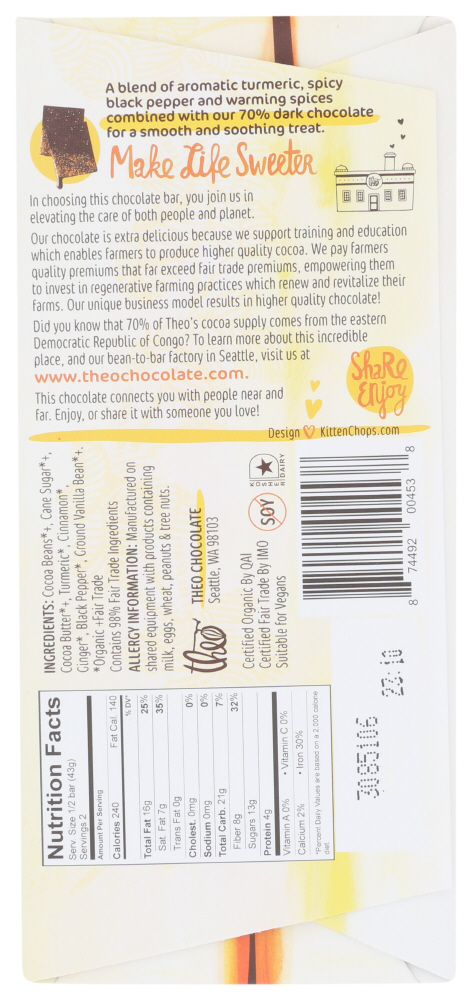 A blend of aromatic turmeric, spicy
black pepper and warming spices
combined with our 70% dark chocolate
for a smooth and soothing treat.
Make Life Sweeter
theo
In choosing this chocolate bar, you join us in
elevating the care of both people and planet.
Our chocolate is extra delicious because we support training and education
which enables farmers to produce higher quality cocoa. We pay farmers
quality premiums that far exceed fair trade premiums, empowering them
to invest in regenerative farming practices which renew and revitalize their
farms. Our unique business model results in higher quality chocolate!
Did you know that 70% of Theo's cocoa supply comes from the eastern
Democratic Republic of Congo? To learn more about this incredible
place, and our bean-to-bar factory in Seattle, visit us at
www.theochocolate.com.
This chocolate connects you with people near and
far. Enjoy, or share it with someone you love!
ShaRe
Enjoy
Design KittenChops.com
INGREDIENTS: Cocoa Beans*+, Cane Sugar*+,
Cocoa Butter*+, Turmeric*, Cinnamon*,
Ginger*, Black Pepper*, Ground Vanilla Bean*+.
*Organic +Fair Trade
Contains 98% Fair Trade Ingredients
ALLERGY INFORMATION: Manufactured on
shared equipment with products containing
milk, eggs, wheat, peanuts & tree nuts.
theo
THEO CHOCOLATE
Seattle, WA 98103
Certified Organic By QAI
Certified Fair Trade By IMO
Suitable for Vegans
SOY
KOSHER
DAIRY
8 74492 00453 8
Nutrition Facts
Serv. Size 1/2 bar (43g)
Servings 2
Amount Per Serving
Calories 240 Fat Cal. 140
% DV*
Total Fat 16g 25%
Sat. Fat 7g 35%
Trans Fat 0g
Cholest. 0mg 0%
Sodium 0mg 0%
Total Carb. 21g 7%
Fiber 8g 32%
Sugars 13g
Protein 4g
Vitamin A 0% • Vitamin C 0%
Calcium 2% • Iron 30%
*Percent Daily Values are based on a 2,000 calorie
diet.
3085106 23:10